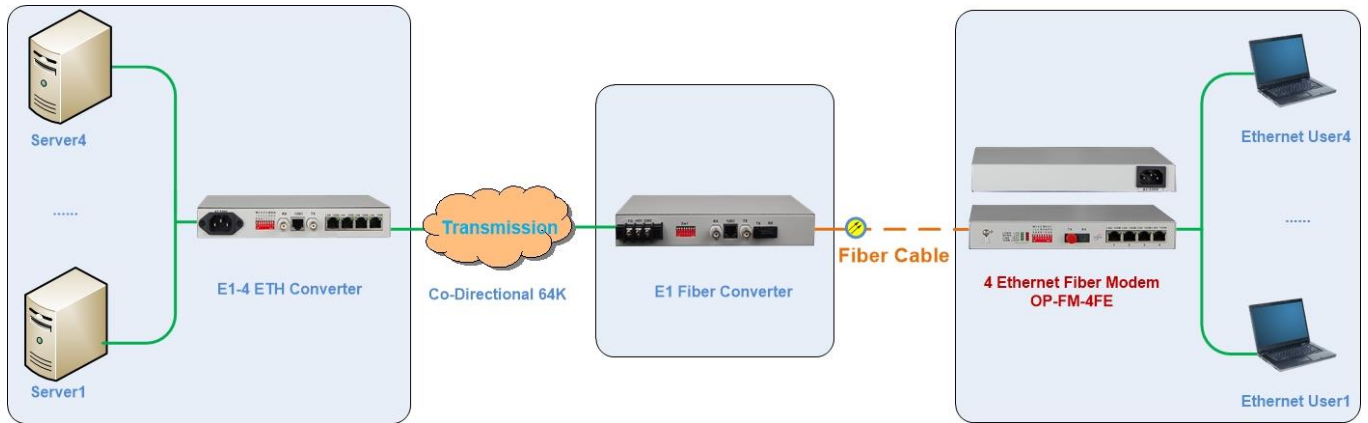 Server4
......
Server1
E1-4 ETH Converter
Transmission
Co-Directional 64K
E1 Fiber Converter
Fiber Cable
4 Ethernet Fiber Modem
OP-FM-4FE
Ethernet User4
......
Ethernet User1